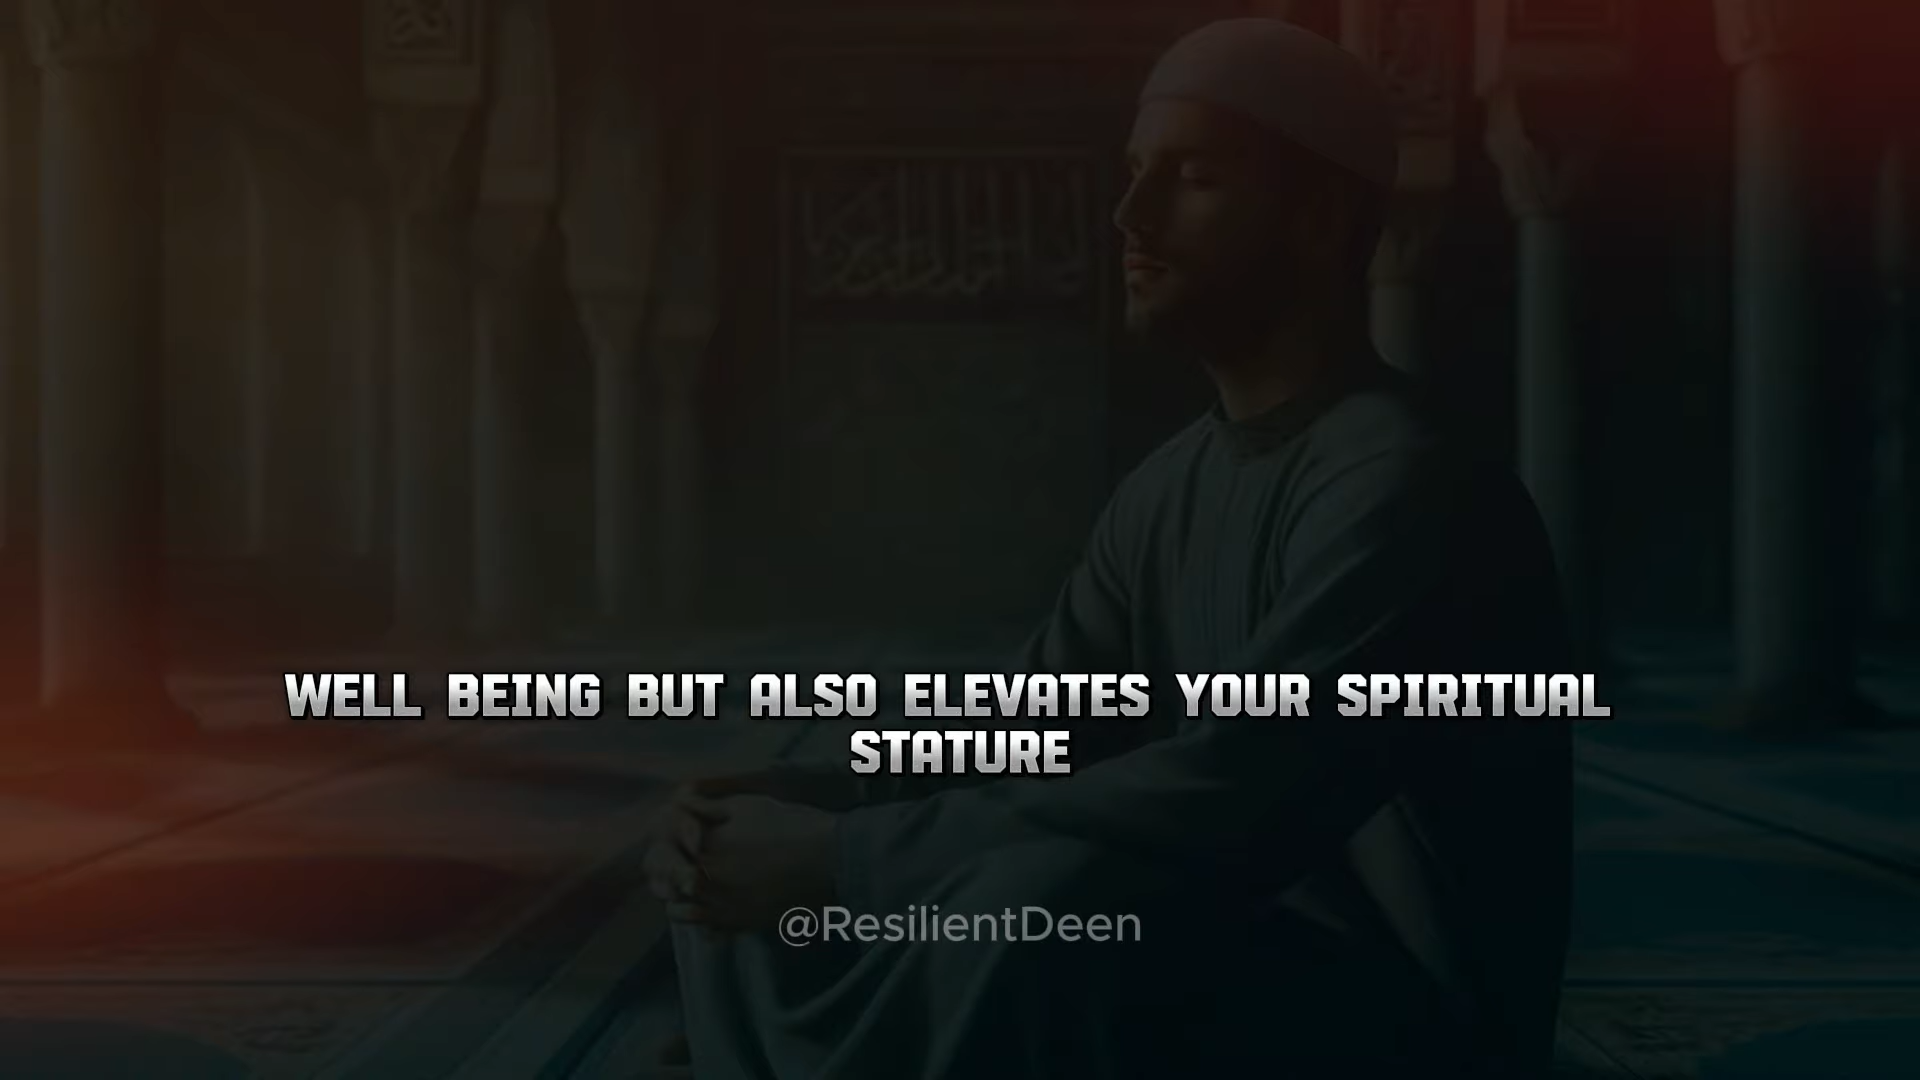 WELL BEING BUT ALSO ELEVATES YOUR SPIRITUAL
STATURE
@ResilientDeen